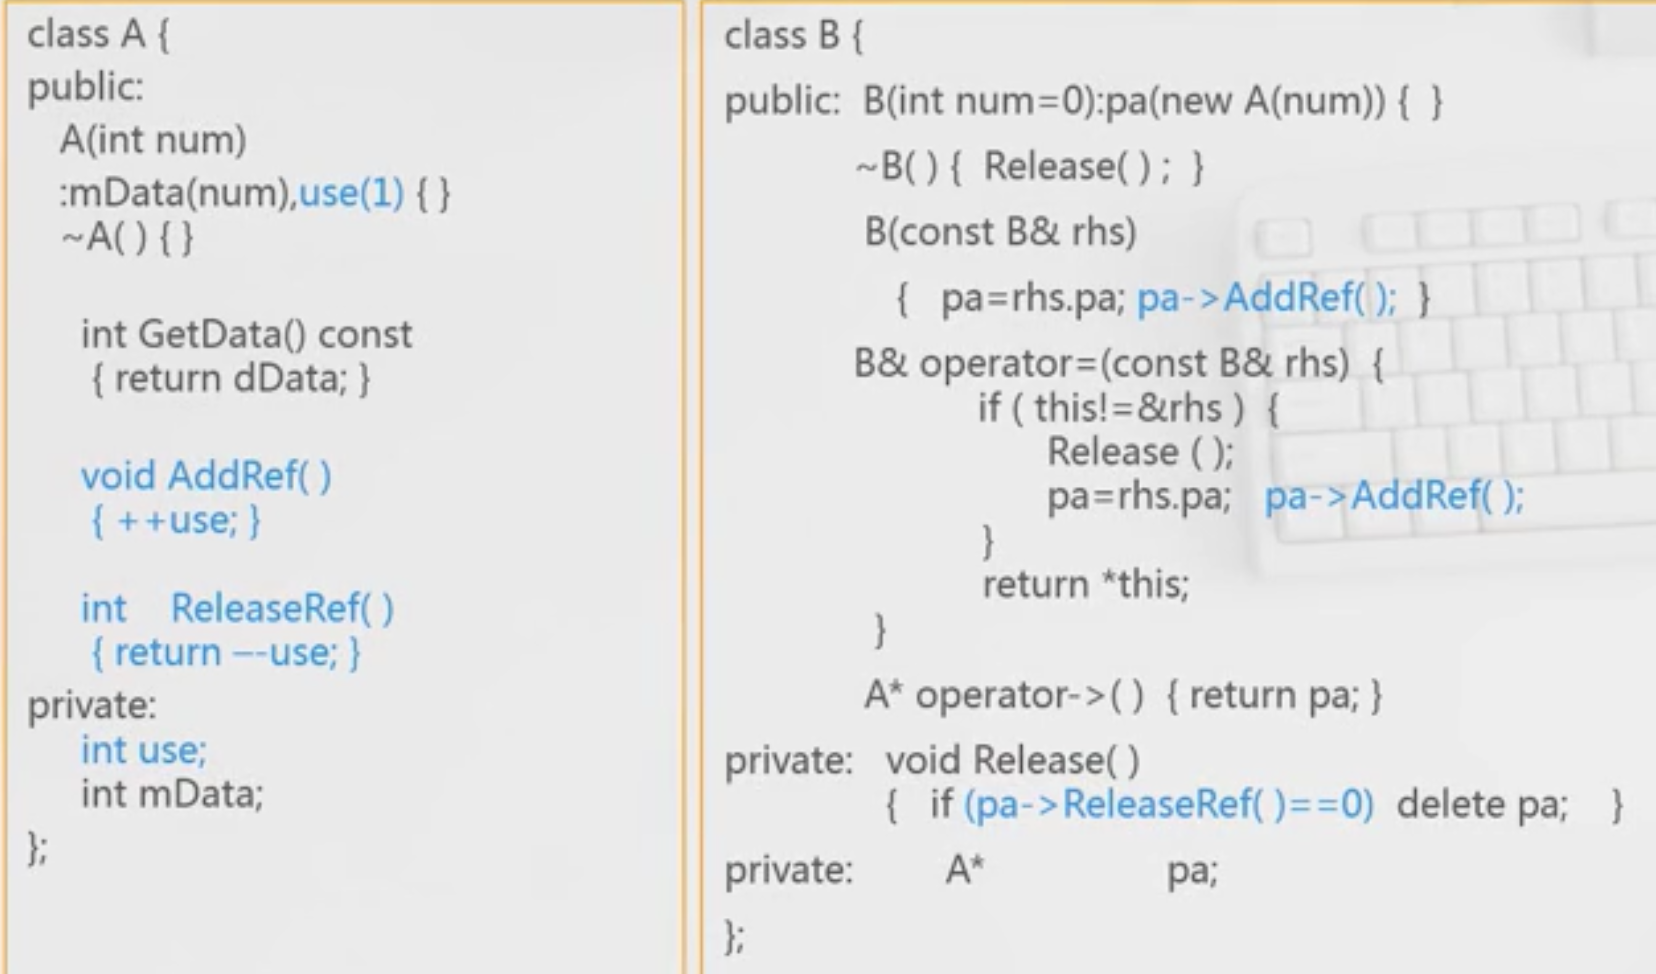 class A {
public:
A(int num)
:mData(num),use(1) { }
~A( ) { }
int GetData() const
{ return dData; }
void AddRef( )
{ ++use; }
int ReleaseRef( )
{ return —-use; }
private:
int use;
int mData;
};
class B {
public: B(int num=0):pa(new A(num)) { }
~B( ) { Release( ) ; }
B(const B& rhs)
{ pa=rhs.pa; pa->AddRef( ); }
B& operator=(const B& rhs) {
if ( this!=&rhs ) {
Release ( );
pa=rhs.pa; pa->AddRef( );
}
return *this;
}
A* operator->( ) { return pa; }
private: void Release( )
{ if (pa->ReleaseRef( )==0) delete pa; }
private: A* pa;
};